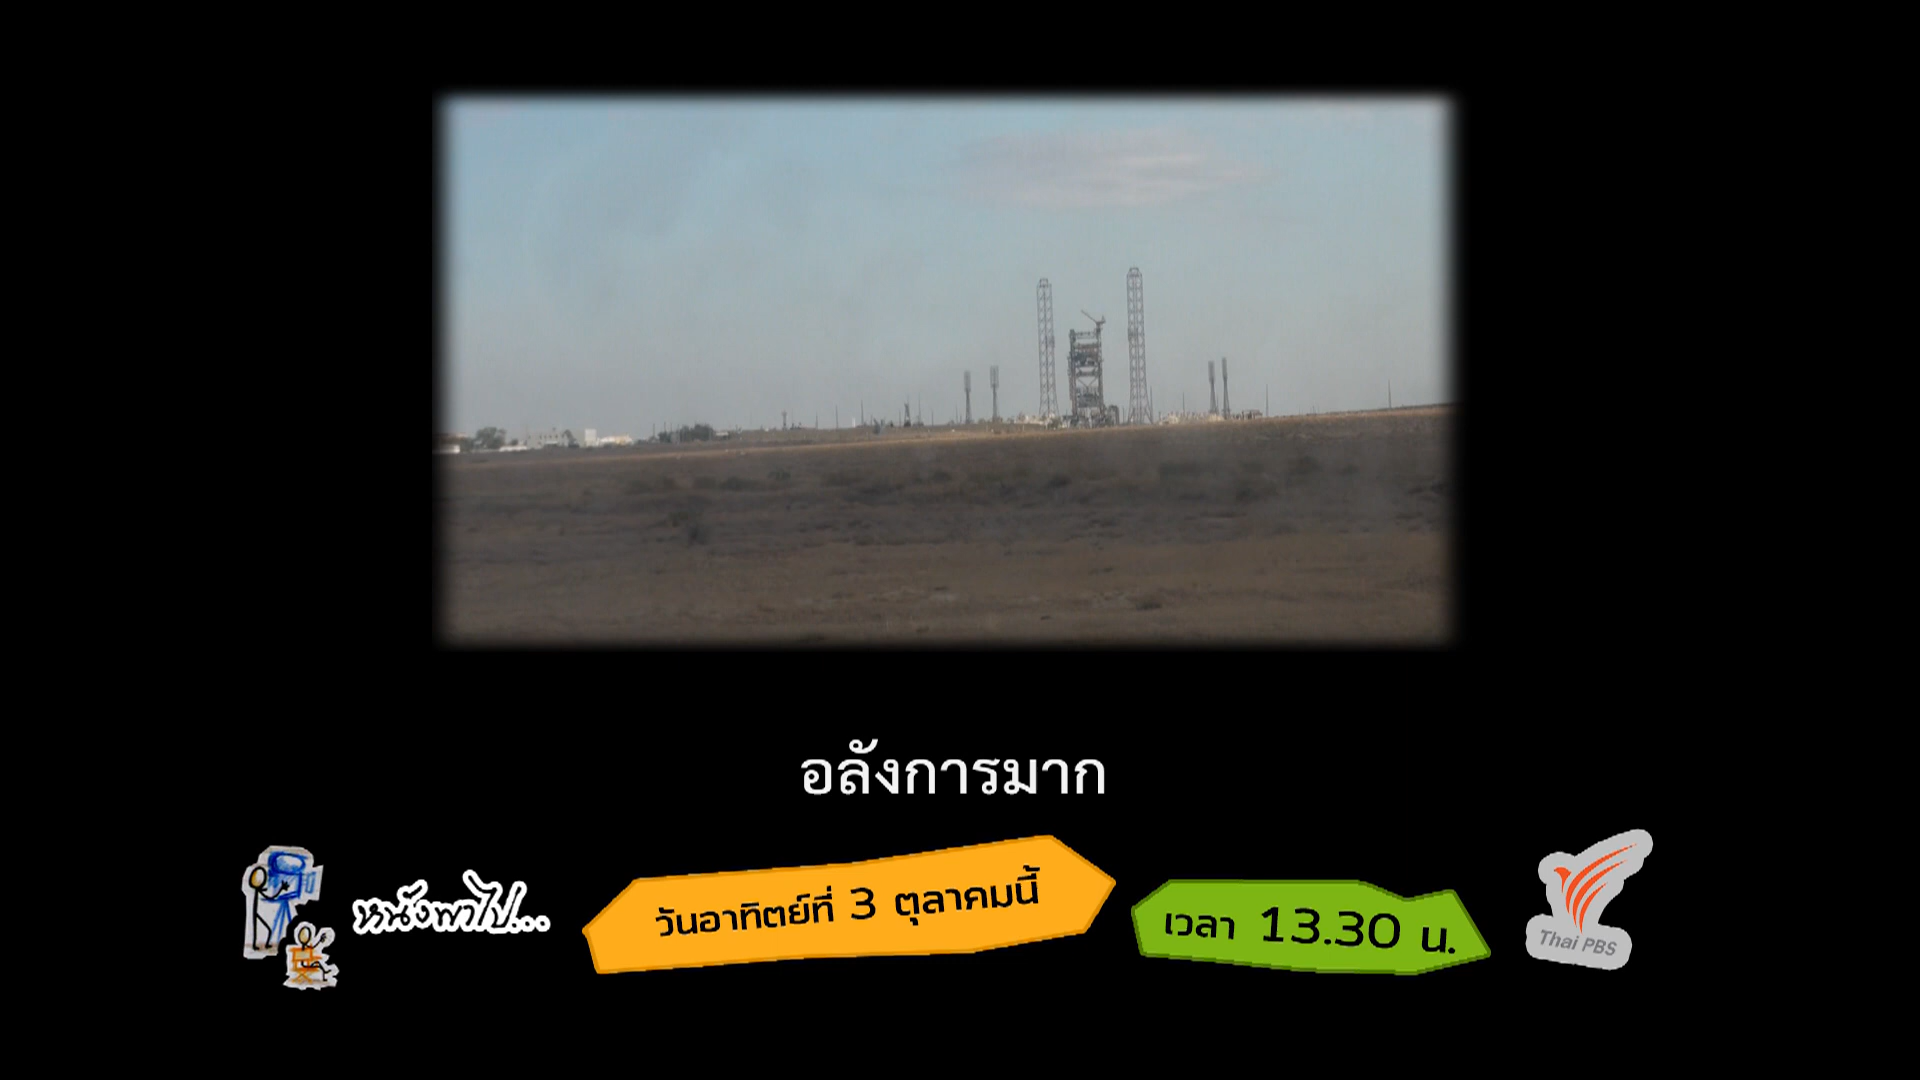 อลังการมาก
หนังพาไป...
วันอาทิตย์ที่ 3 ตุลาคมนี้
เวลา 13.30 น.
Thai PBS